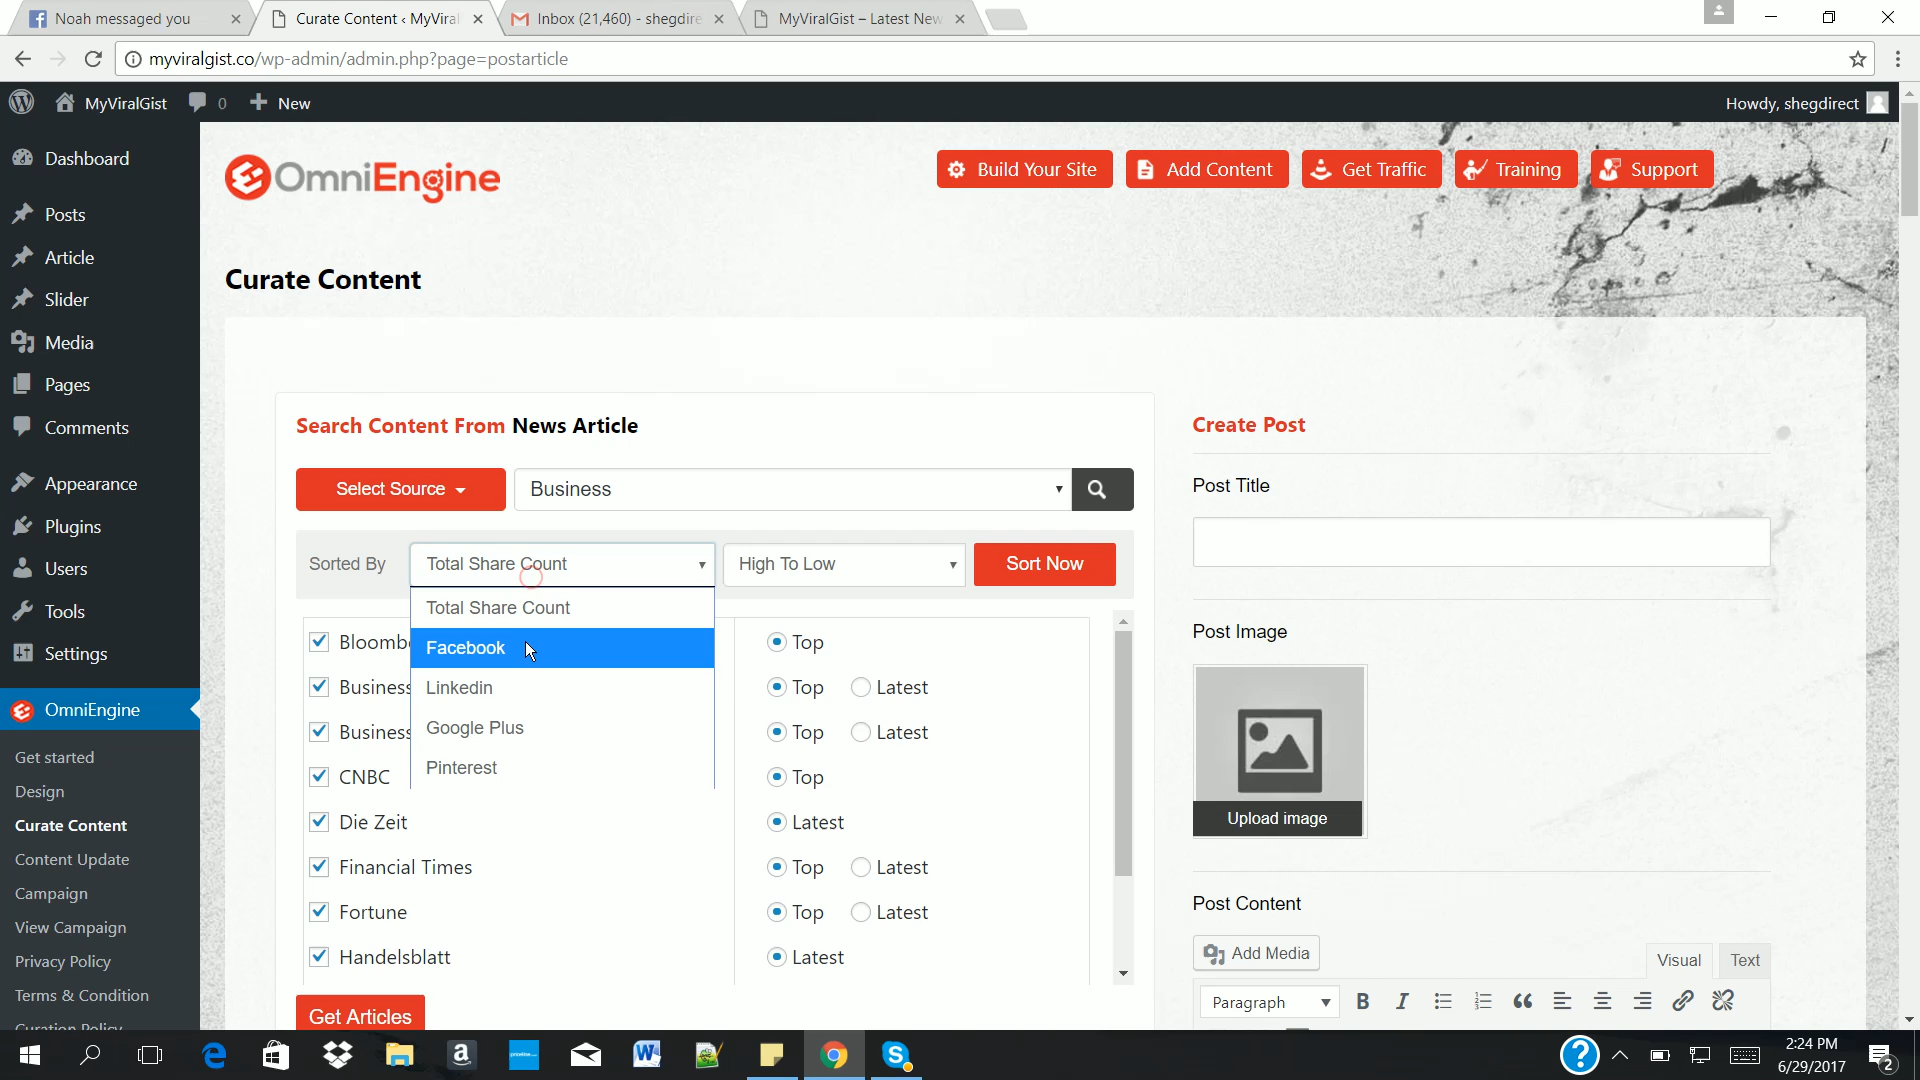 Noah messaged you
Curate Content ‹ MyViral
Inbox (21,460) - shegdire
MyViralGist – Latest New
myviralgist.co/wp-admin/admin.php?page=postarticle
MyViralGist
0
New
Howdy, shegdirect
Dashboard
Posts
Article
Slider
Media
Pages
Comments
Appearance
Plugins
Users
Tools
Settings
OmniEngine
Get started
Design
Curate Content
Content Update
Campaign
View Campaign
Privacy Policy
Terms & Condition
Curation Policy
OmniEngine
Build Your Site
Add Content
Get Traffic
Training
Support
Curate Content
Search Content From News Article
Select Source
Business
Sorted By
Total Share Count
High To Low
Sort Now
Total Share Count
Facebook
Linkedin
Google Plus
Pinterest
Bloombe
Top
Business
Top
Latest
Business
Top
Latest
CNBC
Top
Die Zeit
Latest
Financial Times
Top
Latest
Fortune
Top
Latest
Handelsblatt
Latest
Get Articles
Create Post
Post Title
Post Image
Upload image
Post Content
Add Media
Visual
Text
Paragraph
B
I
2:24 PM
6/29/2017
2